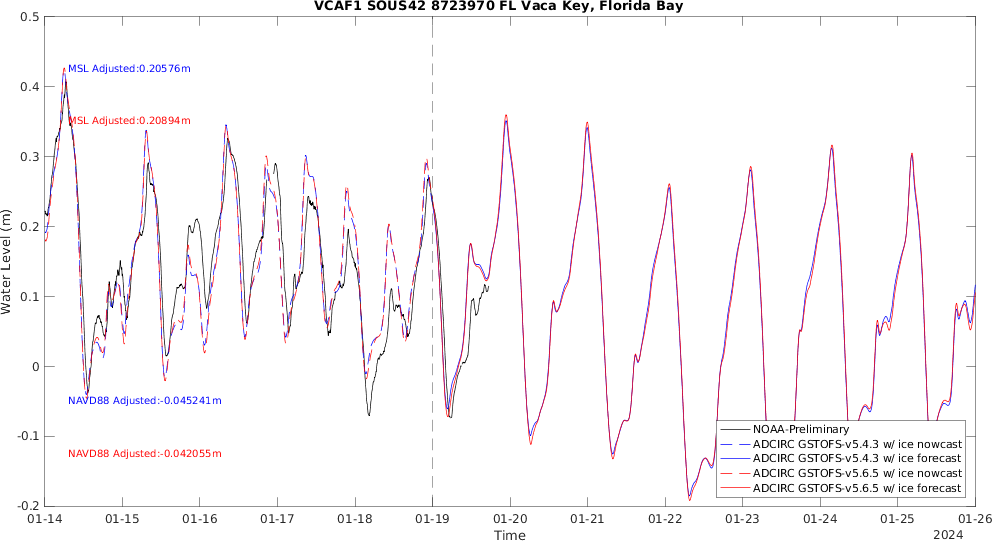 VCAF1 SOUS42 8723970 FL Vaca Key, Florida Bay
0.5
0.4
0.3
0.2
0.1
0
-0.1
-0.2
Water Level (m)
MSL Adjusted:0.20576m
MSL Adjusted:0.20894m
NAVD88 Adjusted:-0.045241m
NAVD88 Adjusted:-0.042055m
NOAA-Preliminary
ADCIRC GSTOFS-v5.4.3 w/ ice nowcast
ADCIRC GSTOFS-v5.4.3 w/ ice forecast
ADCIRC GSTOFS-v5.6.5 w/ ice nowcast
ADCIRC GSTOFS-v5.6.5 w/ ice forecast
01-14 01-15 01-16 01-17 01-18 01-19 01-20 01-21 01-22 01-23 01-24 01-25 01-26
Time
2024